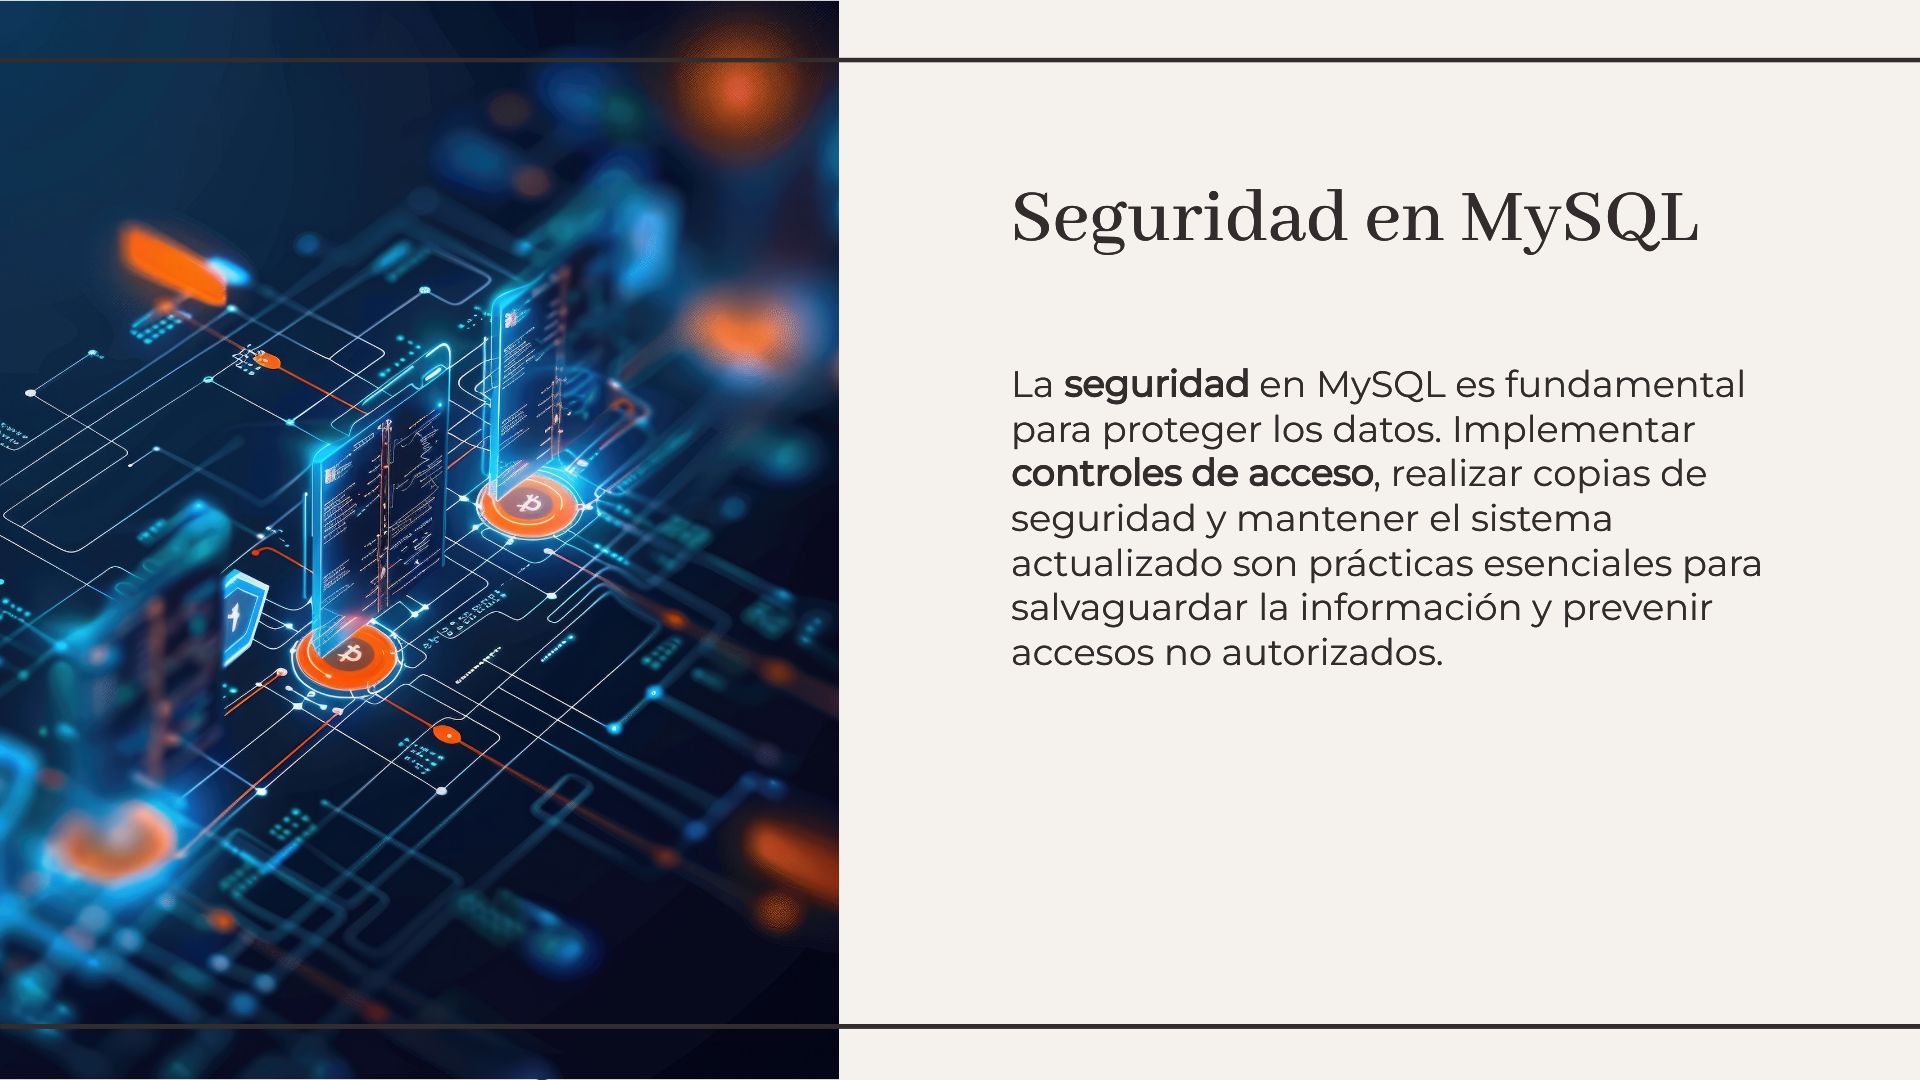 Seguridad en MySQL
La seguridad en MySQL es fundamental
para proteger los datos. Implementar
controles de acceso, realizar copias de
seguridad y mantener el sistema
actualizado son prácticas esenciales para
salvaguardar la información y prevenir
accesos no autorizados.